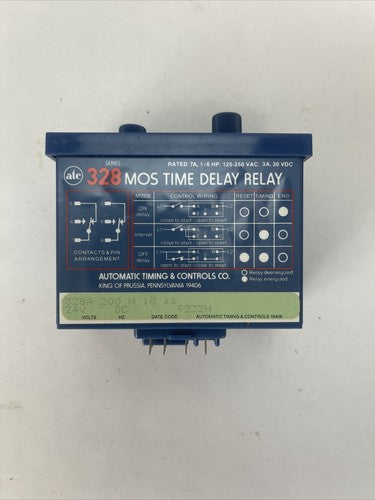 RATED 7A, 1/6 HP, 125-250 VAC. 3A, 30 VDC
SERIES
atc 328 MOS TIME DELAY RELAY
MODE CONTROL WIRING RESET TIMING END
ON delay
close to start open to reset
Interval
close to start open to reset
OFF delay
open to start close to reset
CONTACTS & PIN
ARRANGEMENT
Relay deenergized
Relay energized
AUTOMATIC TIMING & CONTROLS CO.
KING OF PRUSSIA, PENNSYLVANIA 19406
328A 200 H 10 XX
24V DC 9232H
VOLTS HZ DATE CODE AUTOMATIC TIMING & CONTROLS 19406